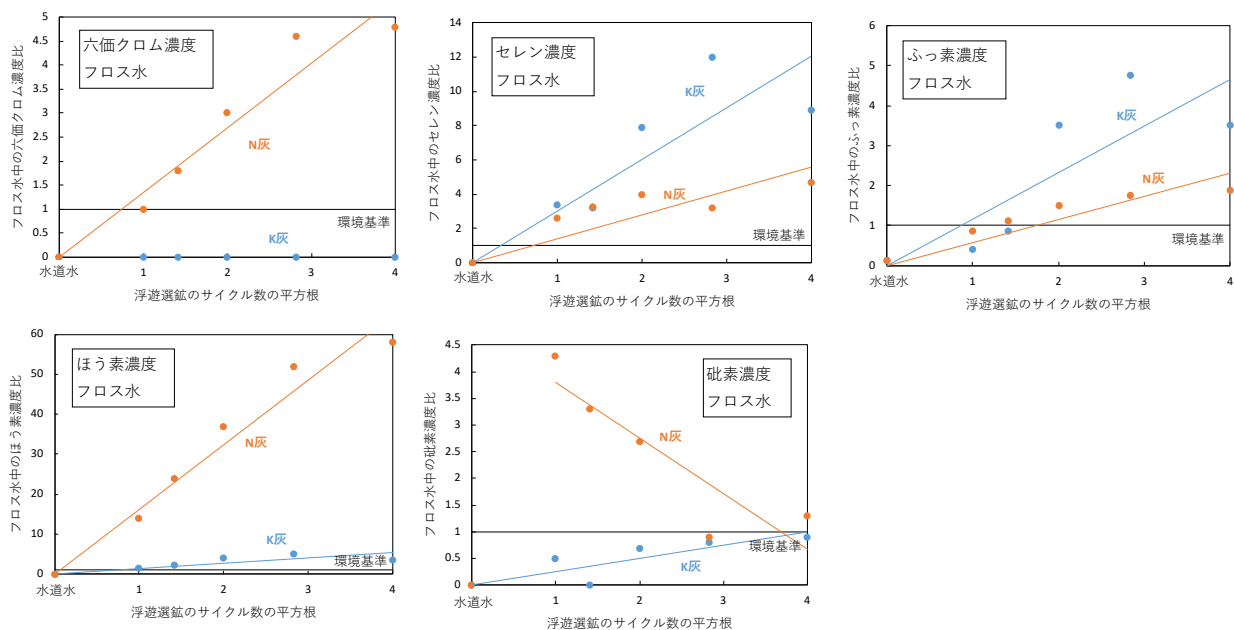 六価クロム濃度
フロス水
フロス水中の六価クロム濃度比
5
4.5
4
3.5
3
2.5
2
1.5
1
0.5
0
N灰
環境基準
K灰
水道水
1
2
3
4
浮遊選鉱のサイクル数の平方根
セレン濃度
フロス水
フロス水中のセレン濃度比
14
12
10
8
6
4
2
0
K灰
N灰
環境基準
水道水
1
2
3
4
浮遊選鉱のサイクル数の平方根
ふっ素濃度
フロス水
フロス水中のふっ素濃度比
6
5
4
3
2
1
0
K灰
N灰
環境基準
水道水
1
2
3
4
浮遊選鉱のサイクル数の平方根
ほう素濃度
フロス水
フロス水中のほう素濃度比
60
50
40
30
20
10
0
N灰
K灰
環境基準
水道水
1
2
3
4
浮遊選鉱のサイクル数の平方根
砒素濃度
フロス水
フロス水中の砒素濃度比
4.5
4
3.5
3
2.5
2
1.5
1
0.5
0
N灰
環境基準
K灰
水道水
1
2
3
4
浮遊選鉱のサイクル数の平方根